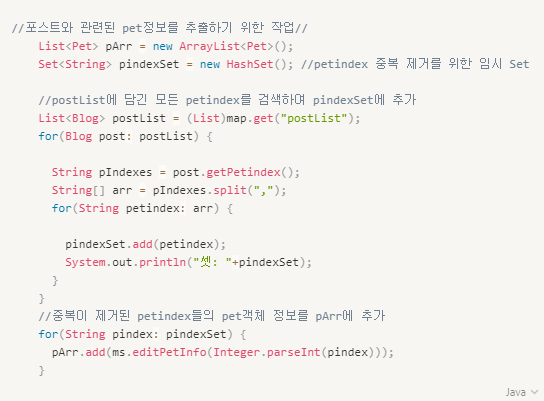 //포스트와 관련된 pet정보를 추출하기 위한 작업//
List<Pet> pArr = new ArrayList<Pet>();
Set<String> pindexSet = new HashSet(); //petindex 중복 제거를 위한 임시 Set
//postList에 담긴 모든 petindex를 검색하며 pindexSet에 추가
List<Blog> postList = (List)map.get("postList");
for(Blog post: postList) {
String pIndexes = post.getPetindex();
String[] arr = pIndexes.split(",");
for(String petindex: arr) {
pindexSet.add(petindex);
System.out.println("셋: "+pindexSet);
}
}
//중복이 제거된 petindex들의 pet객체 정보를 pArr에 추가
for(String pindex: pindexSet) {
pArr.add(ms.editPetInfo(Integer.parseInt(pindex)));
}
Java